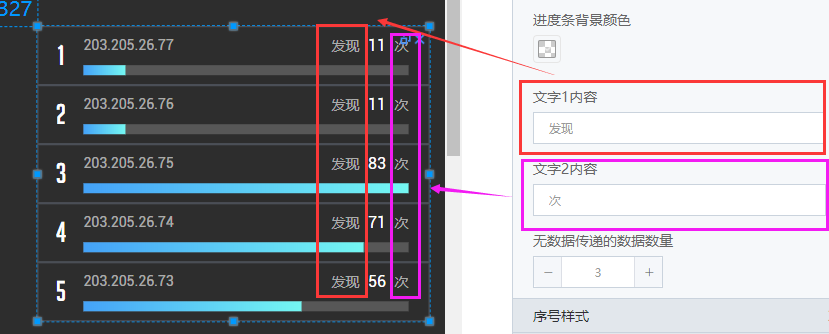 327
1 203.205.26.77 发现 11 次
2 203.205.26.76 发现 11 次
3 203.205.26.75 发现 83 次
4 203.205.26.74 发现 71 次
5 203.205.26.73 发现 56 次
进度条背景颜色
文字1内容
发现
文字2内容
次
无数据传递的数据数量
− 3 +
序号样式